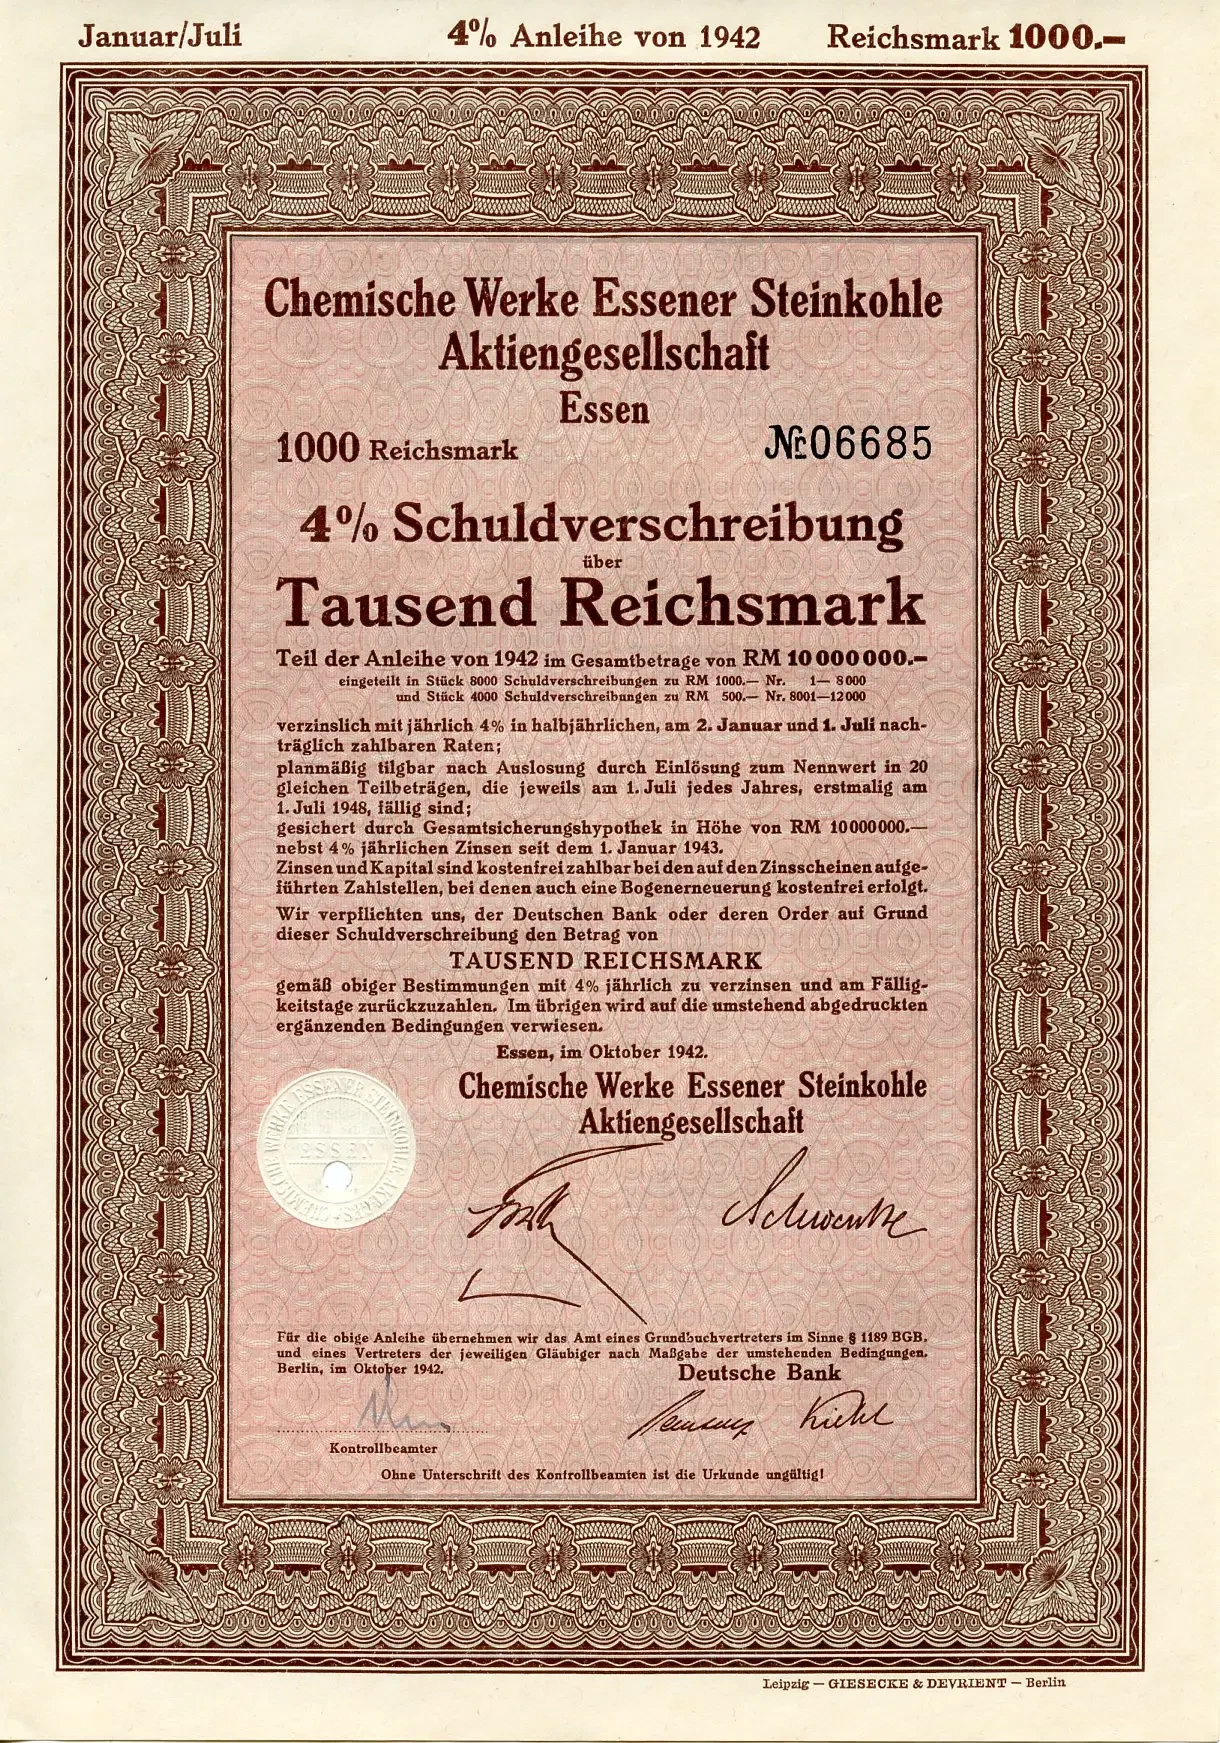 Januar/Juli 4% Anleihe von 1942 Reichsmark 1000.—
Chemische Werke Essener Steinkohle
Aktiengesellschaft
Essen
1000 Reichsmark Nr. 06685
4% Schuldverschreibung
über
Tausend Reichsmark
Teil der Anleihe von 1942 im Gesamtbetrage von RM 10 000 000.—
eingeteilt in Stück 8000 Schuldverschreibungen zu RM 1000.— Nr. 1— 8 000
und Stück 4000 Schuldverschreibungen zu RM 500.— Nr. 8001—12 000
verzinslich mit jährlich 4% in halbjährlichen, am 2. Januar und 1. Juli nach-
träglich zahlbaren Raten;
planmäßig tilgbar nach Auslosung durch Einlösung zum Nennwert in 20
gleichen Teilbeträgen, die jeweils am 1. Juli jedes Jahres, erstmalig am
1. Juli 1948, fällig sind;
gesichert durch Gesamtsicherungshypothek in Höhe von RM 10 000 000.—
nebst 4% jährlichen Zinsen seit dem 1. Januar 1943.
Zinsen und Kapital sind kostenfrei zahlbar bei den auf den Zinsscheinen aufge-
führten Zahlstellen, bei denen auch eine Bogenerneuerung kostenfrei erfolgt.
Wir verpflichten uns, der Deutschen Bank oder deren Order auf Grund
dieser Schuldverschreibung den Betrag von
TAUSEND REICHSMARK
gemäß obiger Bestimmungen mit 4% jährlich zu verzinsen und am Fällig-
keitstage zurückzuzahlen. Im übrigen wird auf die umstehend abgedruckten
ergänzenden Bedingungen verwiesen.
Essen, im Oktober 1942.
Chemische Werke Essener Steinkohle
Aktiengesellschaft
ESSEN
Schwenke
Für die obige Anleihe übernehmen wir das Amt eines Grundbuchvertreters im Sinne § 1189 BGB.
und eines Vertreters der jeweiligen Gläubiger nach Maßgabe der umstehenden Bedingungen.
Berlin, im Oktober 1942.
Deutsche Bank
Kiehl
Kontrollbeamter
Ohne Unterschrift des Kontrollbeamten ist die Urkunde ungültig!
Leipzig — GIESECKE & DEVRIENT — Berlin